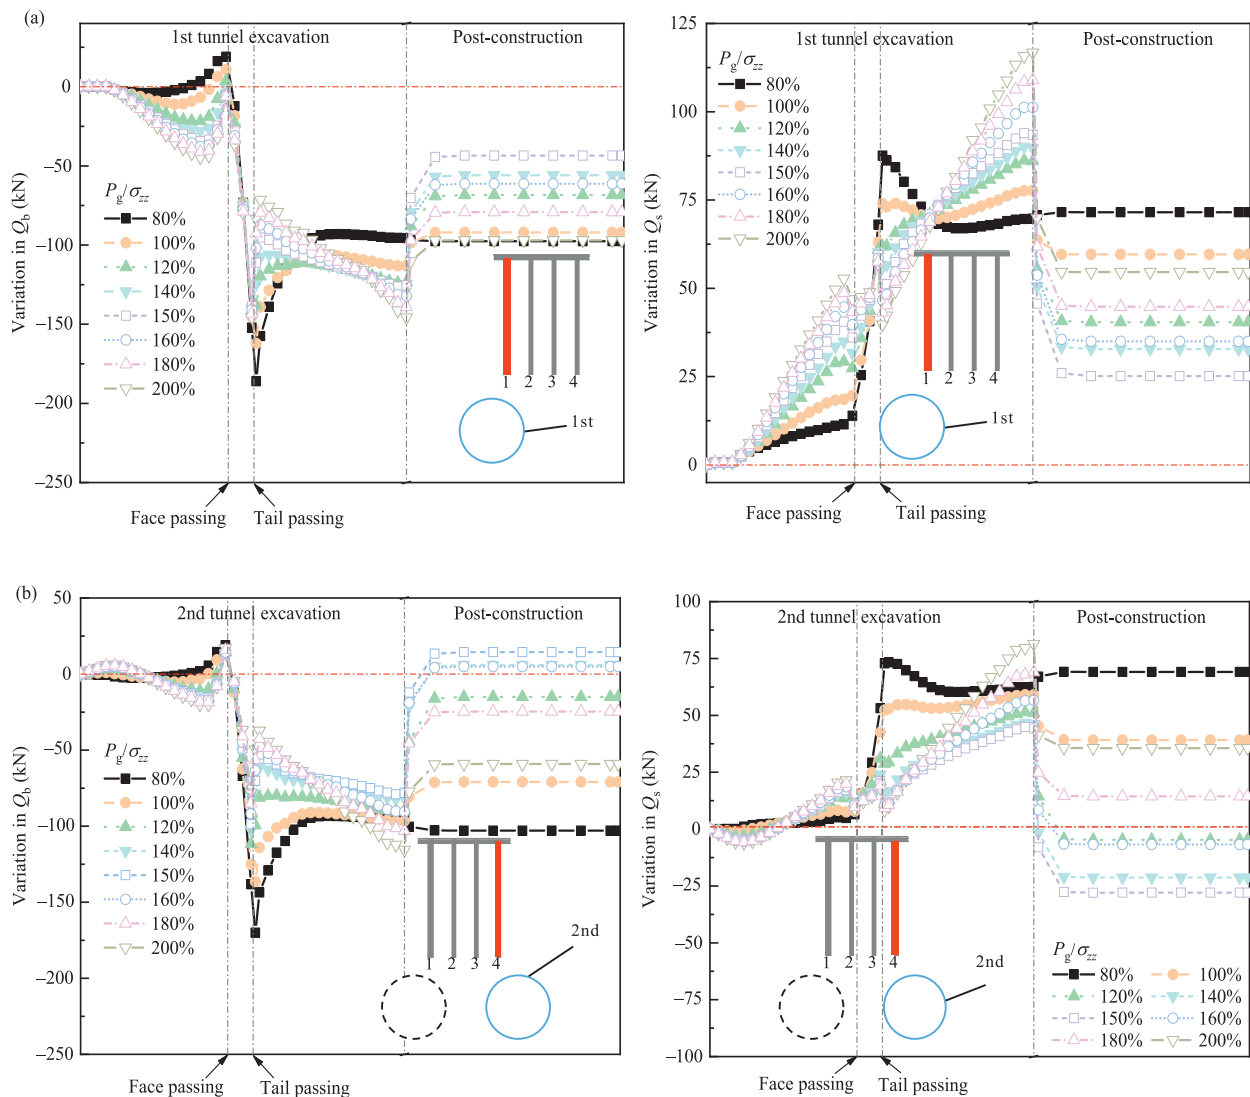 (a)
1st tunnel excavation
Post-construction
0
−50
−100
−150
−200
−250
Variation in Qb (kN)
Pg/σzz
80%
100%
120%
140%
150%
160%
180%
200%
1 2 3 4
1st
Face passing
Tail passing
1st tunnel excavation
Post-construction
125
100
75
50
25
0
Variation in Qs (kN)
Pg/σzz
80%
100%
120%
140%
150%
160%
180%
200%
1 2 3 4
1st
Face passing
Tail passing
(b)
2nd tunnel excavation
Post-construction
50
0
−50
−100
−150
−200
−250
Variation in Qb (kN)
Pg/σzz
80%
100%
120%
140%
150%
160%
180%
200%
1 2 3 4
2nd
Face passing
Tail passing
2nd tunnel excavation
Post-construction
100
75
50
25
0
−25
−50
−75
−100
Variation in Qs (kN)
1 2 3 4
2nd
Pg/σzz
80% 100%
120% 140%
150% 160%
180% 200%
Face passing
Tail passing